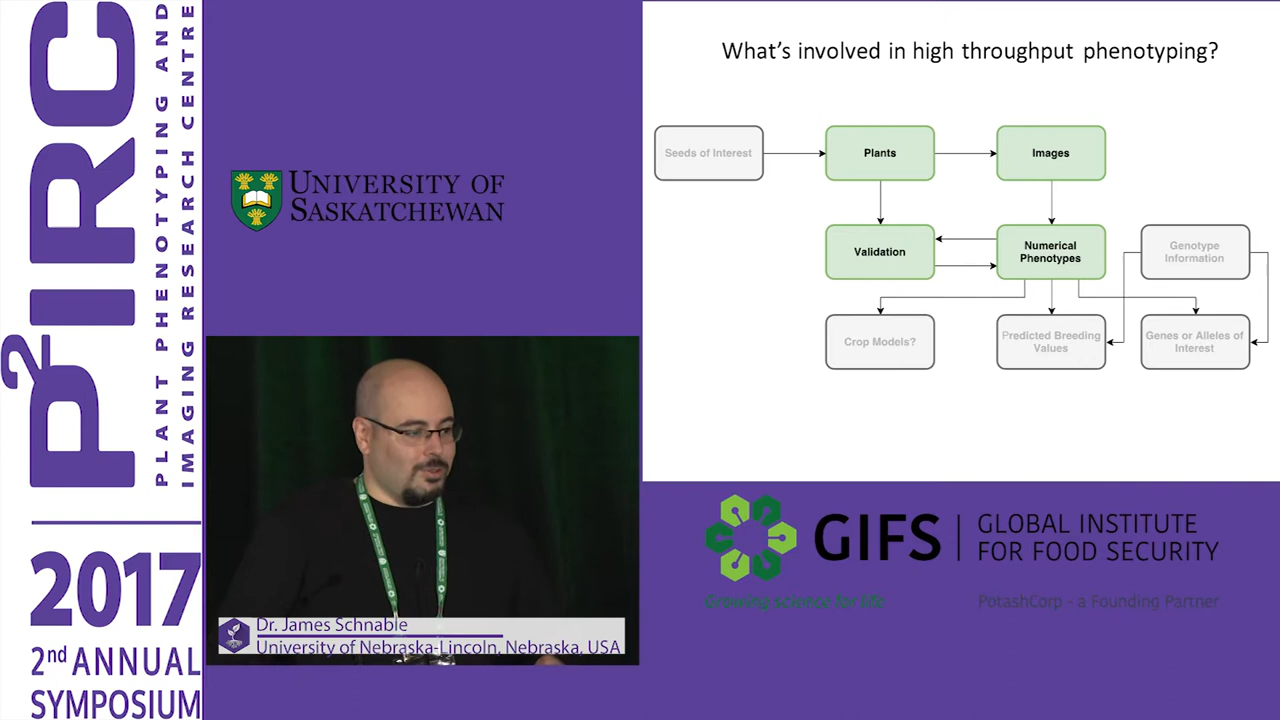 P2IRC
PLANT PHENOTYPING AND
IMAGING RESEARCH CENTRE
2017
2nd ANNUAL
SYMPOSIUM
UNIVERSITY OF
SASKATCHEWAN
Dr. James Schnable
University of Nebraska-Lincoln, Nebraska, USA
What's involved in high throughput phenotyping?
Seeds of Interest
Plants
Images
Validation
Numerical
Phenotypes
Genotype
Information
Crop Models?
Predicted Breeding
Values
Genes or Alleles of
Interest
GIFS
GLOBAL INSTITUTE
FOR FOOD SECURITY
Growing science for life
PotashCorp - a Founding Partner